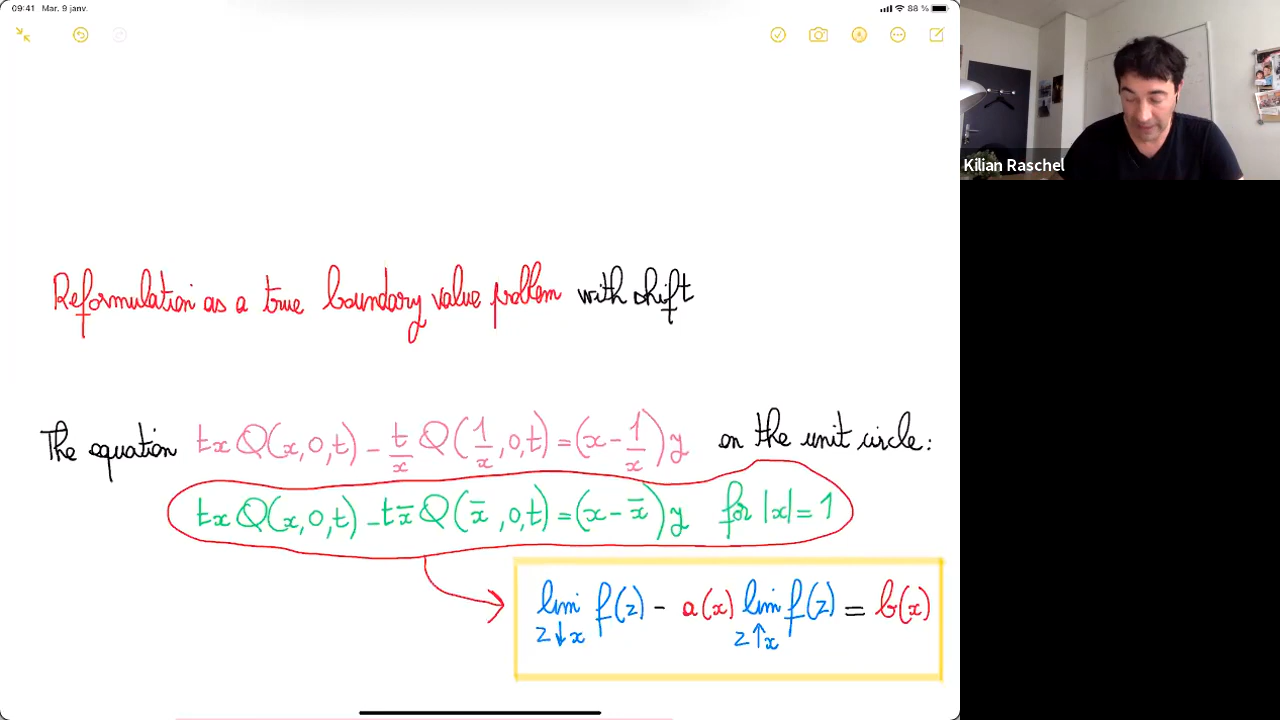 09:41 Mar. 9 janv.
88 %
Kilian Raschel
Reformulation as a true boundary value problem with shift
The equation tx Q(x,0,t) - t/x Q(1/x,0,t) = (x - 1/x) y on the unit circle:
tx Q(x,0,t) - tx̄ Q(x̄,0,t) = (x - x̄) y for |x| = 1
lim z↓x f(z) - a(x) lim z↑x f(z) = b(x)